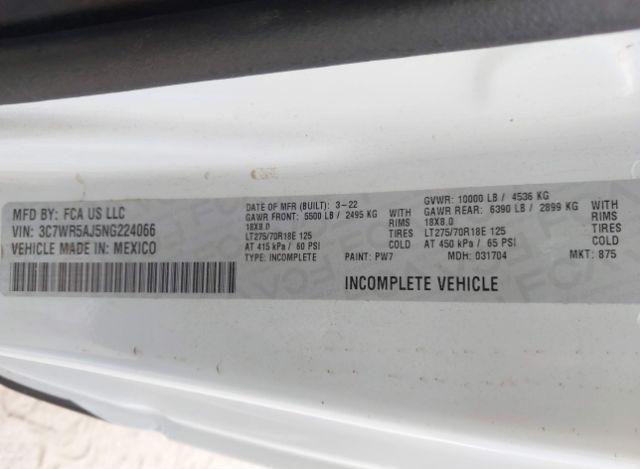 MFD BY: FCA US LLC
VIN: 3C7WR5AJ5NG224066
VEHICLE MADE IN: MEXICO
DATE OF MFR (BUILT): 3-22
GAWR FRONT: 5500 LB / 2495 KG WITH
18X8.0 RIMS
LT275/70R18E 125 TIRES
AT 415 kPa / 60 PSI COLD
TYPE: INCOMPLETE
PAINT: PW7
GVWR: 10000 LB / 4536 KG
GAWR REAR: 6390 LB / 2899 KG WITH
18X8.0 RIMS
LT275/70R18E 125 TIRES
AT 450 kPa / 65 PSI COLD
MDH: 031704 MKT: 875
INCOMPLETE VEHICLE